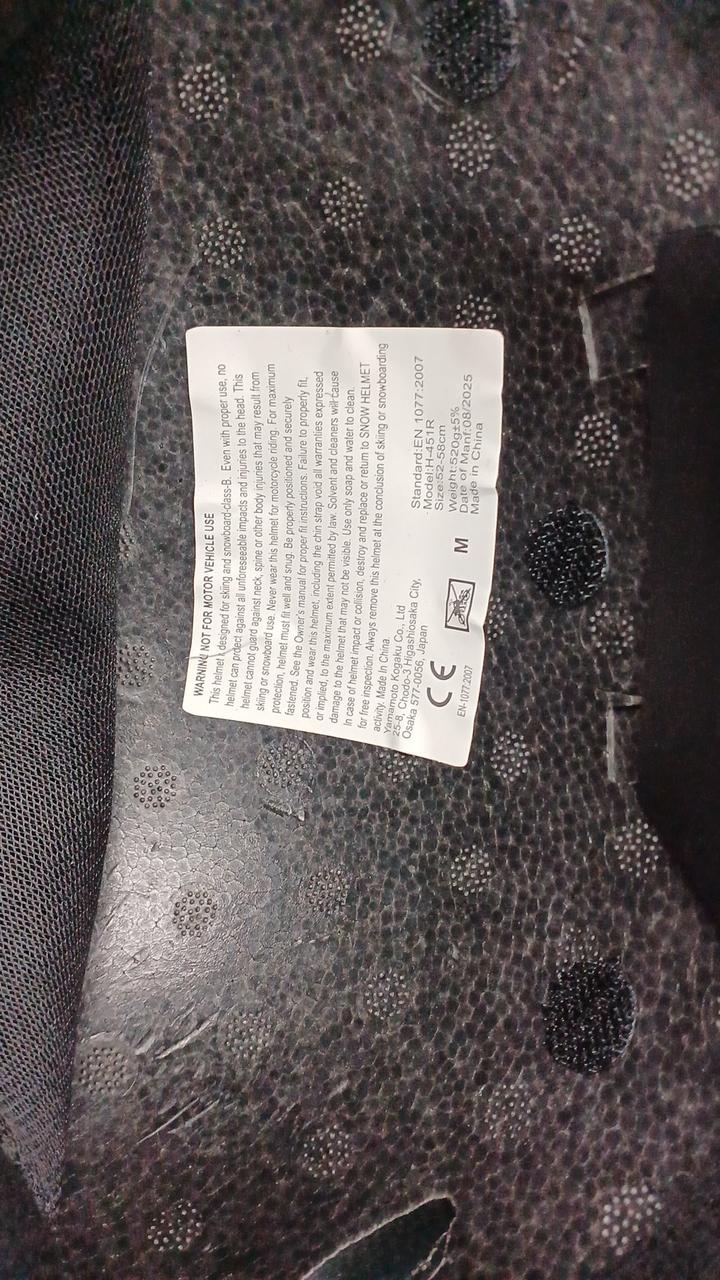 WARNING NOT FOR MOTOR VEHICLE USE
This helmet designed for skiing and snowboard-class-B. Even with proper use, no
helmet can protect against all unforeseeable impacts and injuries to the head. This
helmet cannot guard against neck, spine or other body injuries that may result from
skiing or snowboard use. Never wear this helmet for motorcycle riding. For maximum
protection, helmet must fit well and snug. Be properly positioned and securely
fastened. See the Owner's manual for proper fit instructions. Failure to properly fit,
position and wear this helmet, including the chin strap void all warranties expressed
or implied, to the maximum extent permitted by law. Solvent and cleaners will cause
damage to the helmet that may not be visible. Use only soap and water to clean.
In case of helmet impact or collision, destroy and replace or return to SNOW HELMET
for free inspection. Always remove this helmet at the conclusion of skiing or snowboarding
activity. Made In China.
Yamamoto Kogaku Co., Ltd
25-8, Chodo-3 Higashiosaka City,
Osaka 577-0056, Japan
CE
EN-1077:2007
M
Standard:EN 1077:2007
Model:H-451R
Size:52-58cm
Weight:520g±5%
Date of Manf:08/2025
Made in China